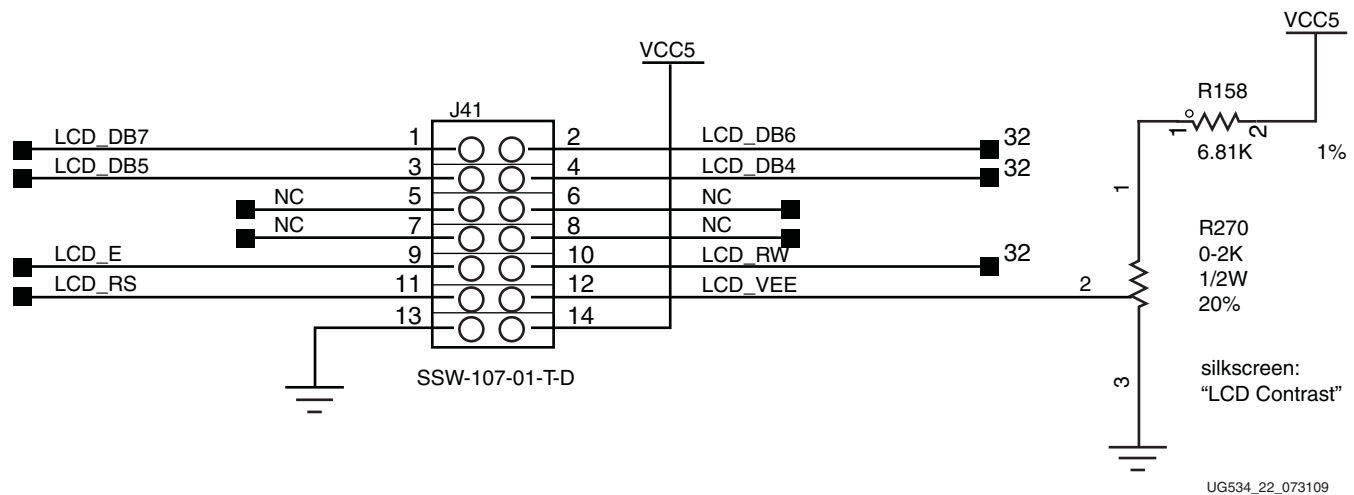 VCC5
VCC5
J41
R158
1 2
6.81K 1%
LCD_DB7 1 2 LCD_DB6 32
LCD_DB5 3 4 LCD_DB4 32
NC 5 6 NC
NC 7 8 NC
LCD_E 9 10 LCD_RW 32
LCD_RS 11 12 LCD_VEE 2
13 14
1
R270
0-2K
1/2W
20%
3
SSW-107-01-T-D
silkscreen:
“LCD Contrast”
UG534_22_073109